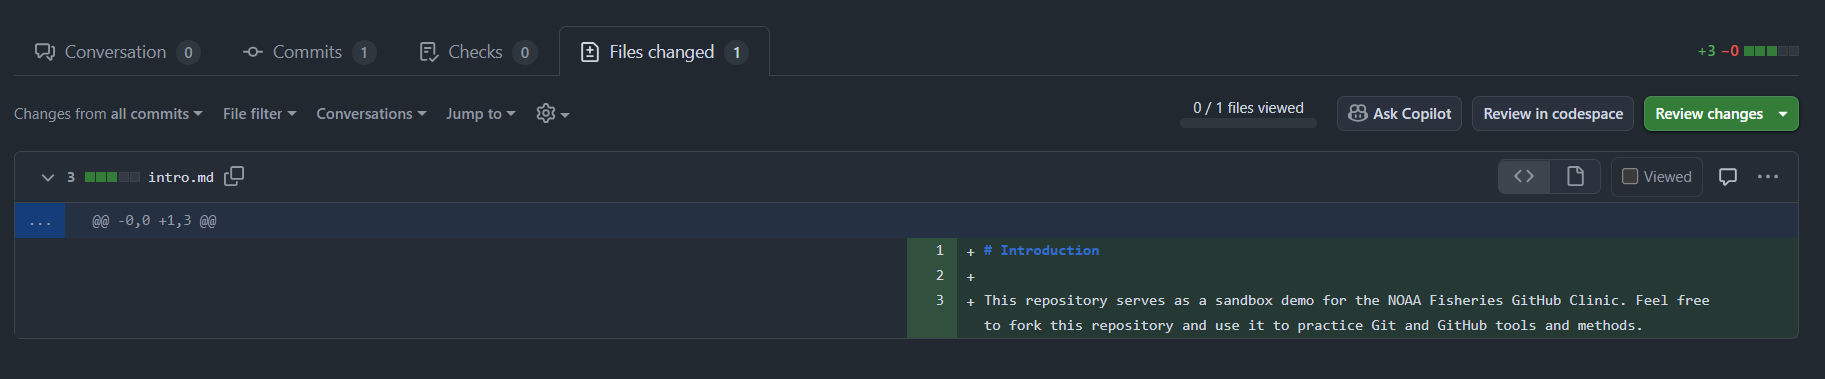 Conversation 0 Commits 1 Checks 0 Files changed 1 +3 −0
Changes from all commits File filter Conversations Jump to 0 / 1 files viewed Ask Copilot Review in codespace Review changes
3 intro.md Viewed
... @@ -0,0 +1,3 @@
1 + # Introduction
2 +
3 + This repository serves as a sandbox demo for the NOAA Fisheries GitHub Clinic. Feel free
to fork this repository and use it to practice Git and GitHub tools and methods.